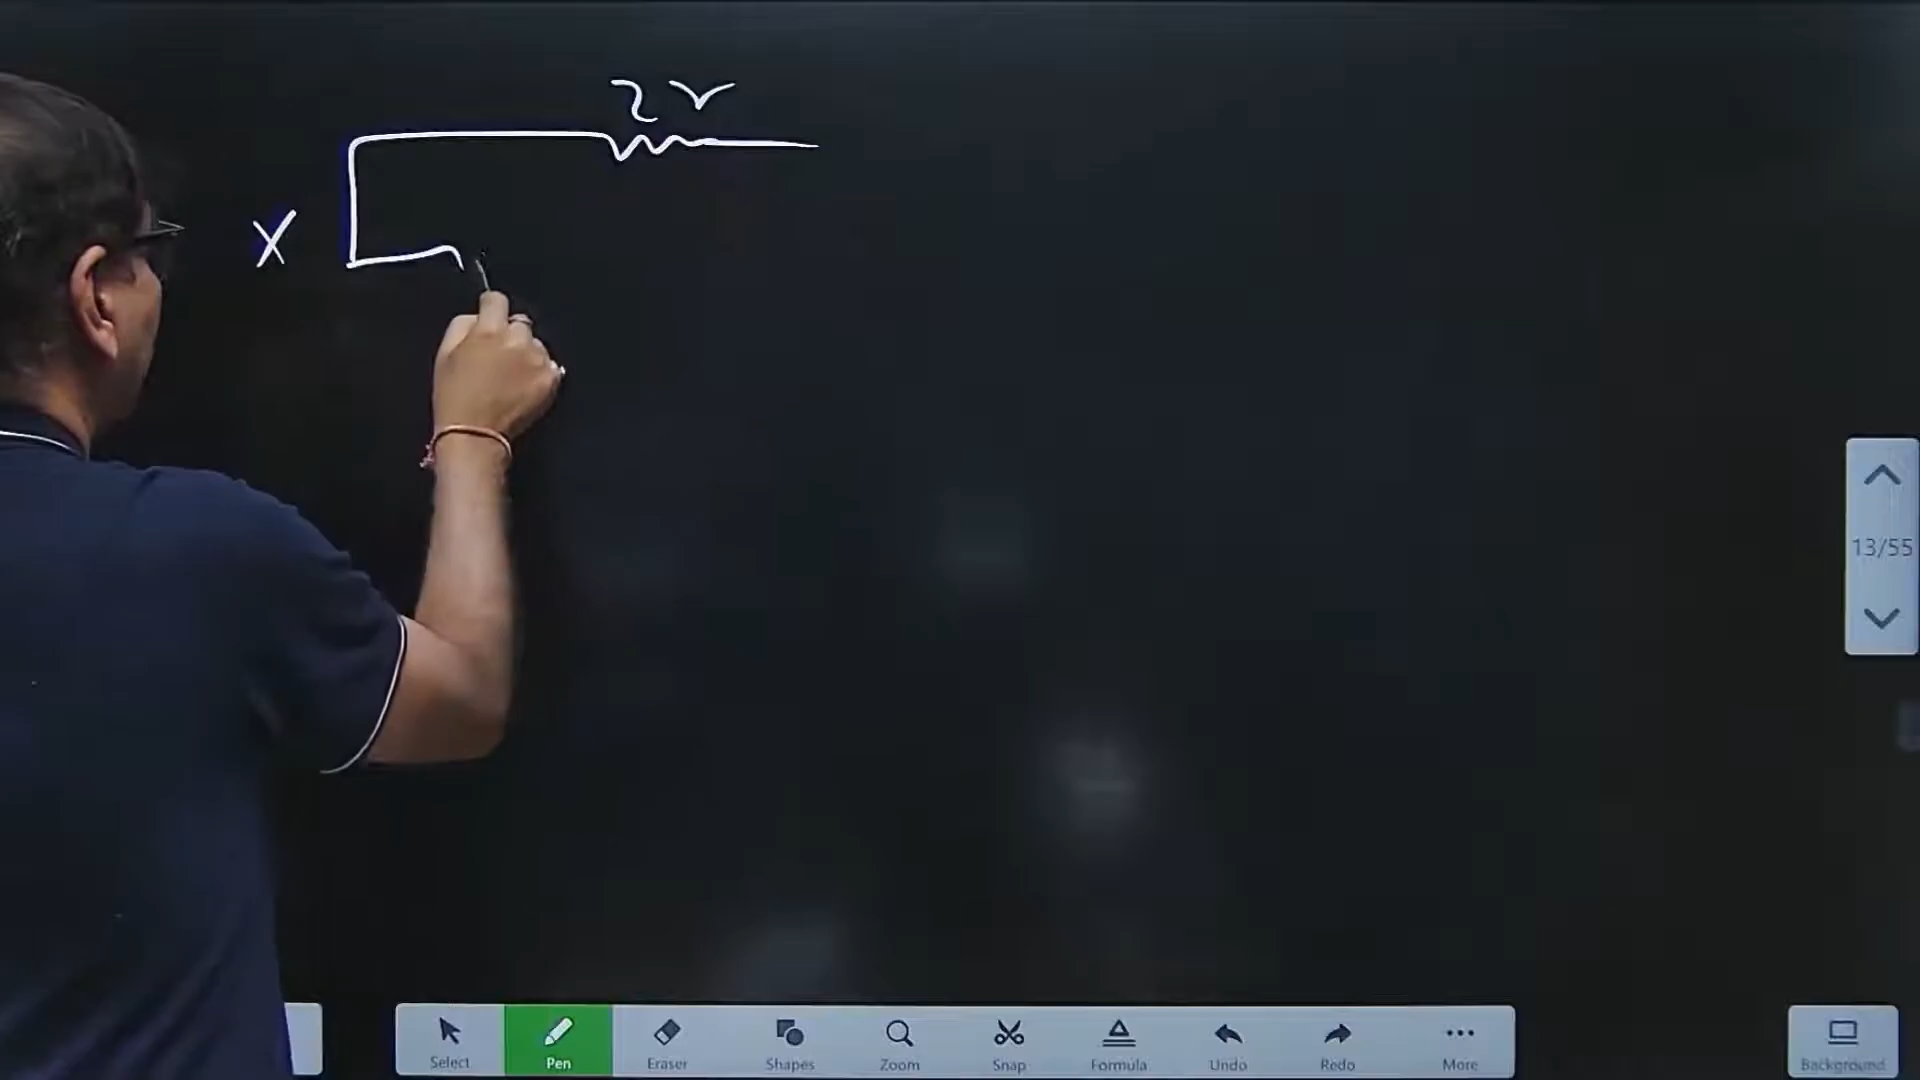 2r
X
13/55
Select Pen Eraser Shapes Zoom Snap Formula Undo Redo More Background